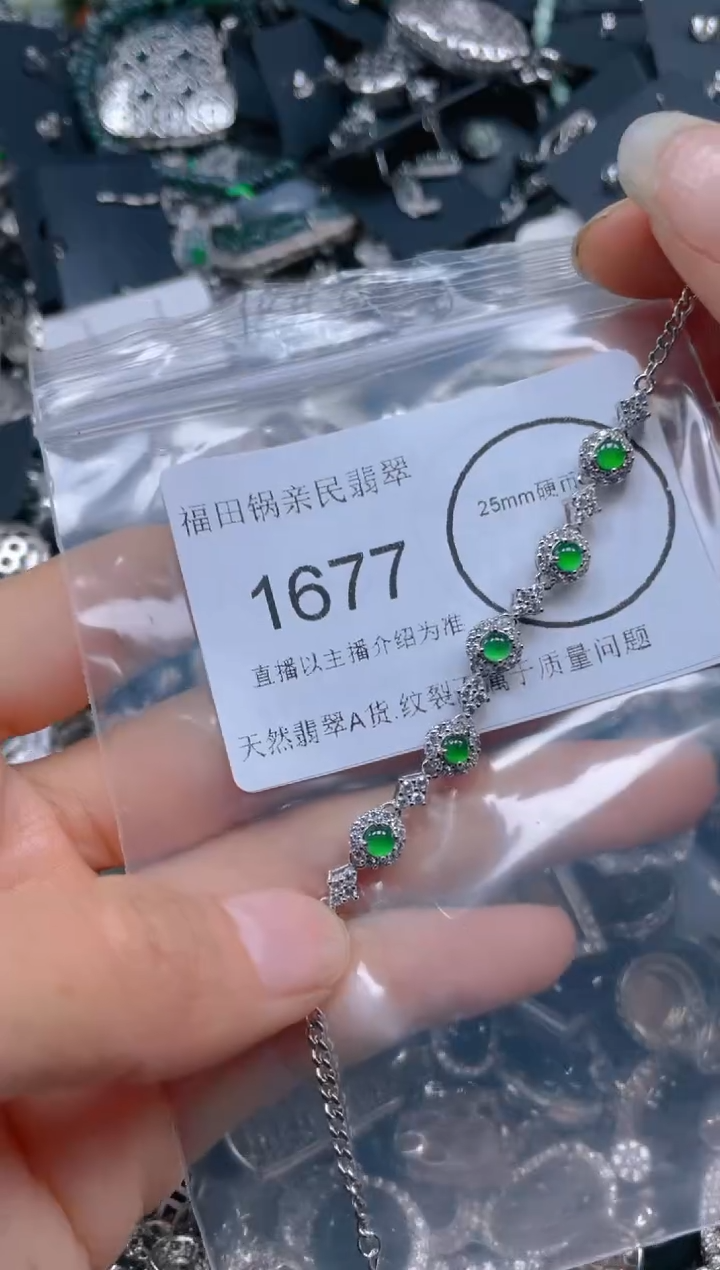 福田锅亲民翡翠
25mm硬币
1677
直播以主播介绍为准
天然翡翠A货.纹裂 属于质量问题